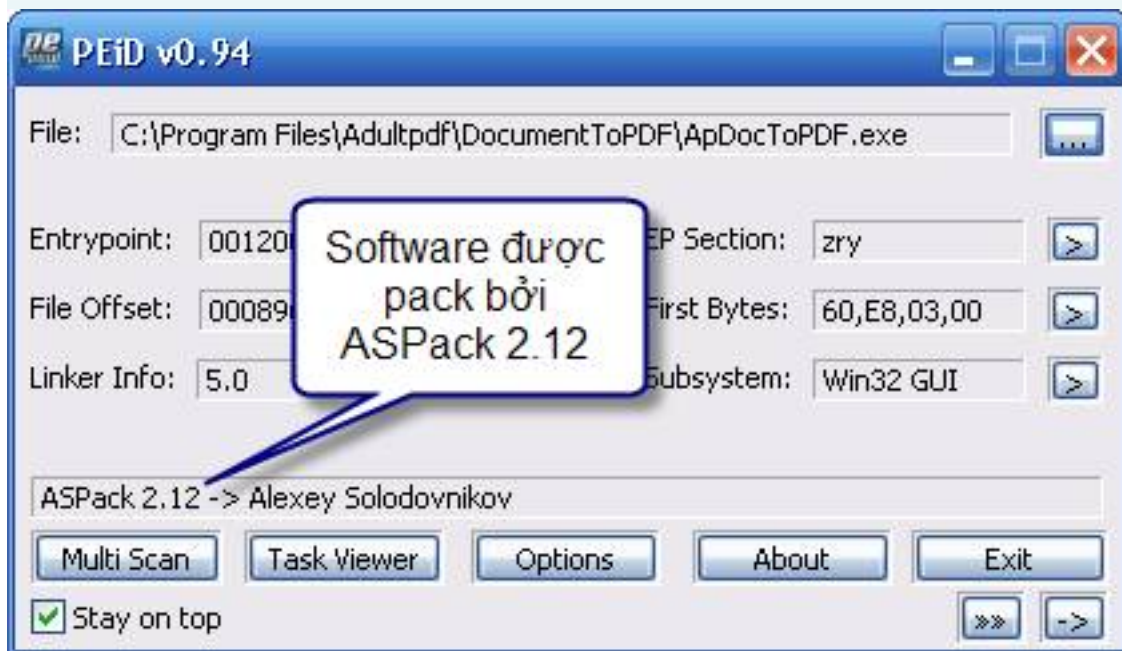 PEiD v0.94
File: C:\Program Files\Adultpdf\DocumentToPDF\ApDocToPDF.exe ...
Entrypoint: EP Section: zry >
File Offset: First Bytes: 60,E8,03,00 >
Linker Info: 5.0 Subsystem: Win32 GUI >
Software được
pack bởi
ASPack 2.12
ASPack 2.12 -> Alexey Solodovnikov
Multi Scan Task Viewer Options About Exit
Stay on top »» ->